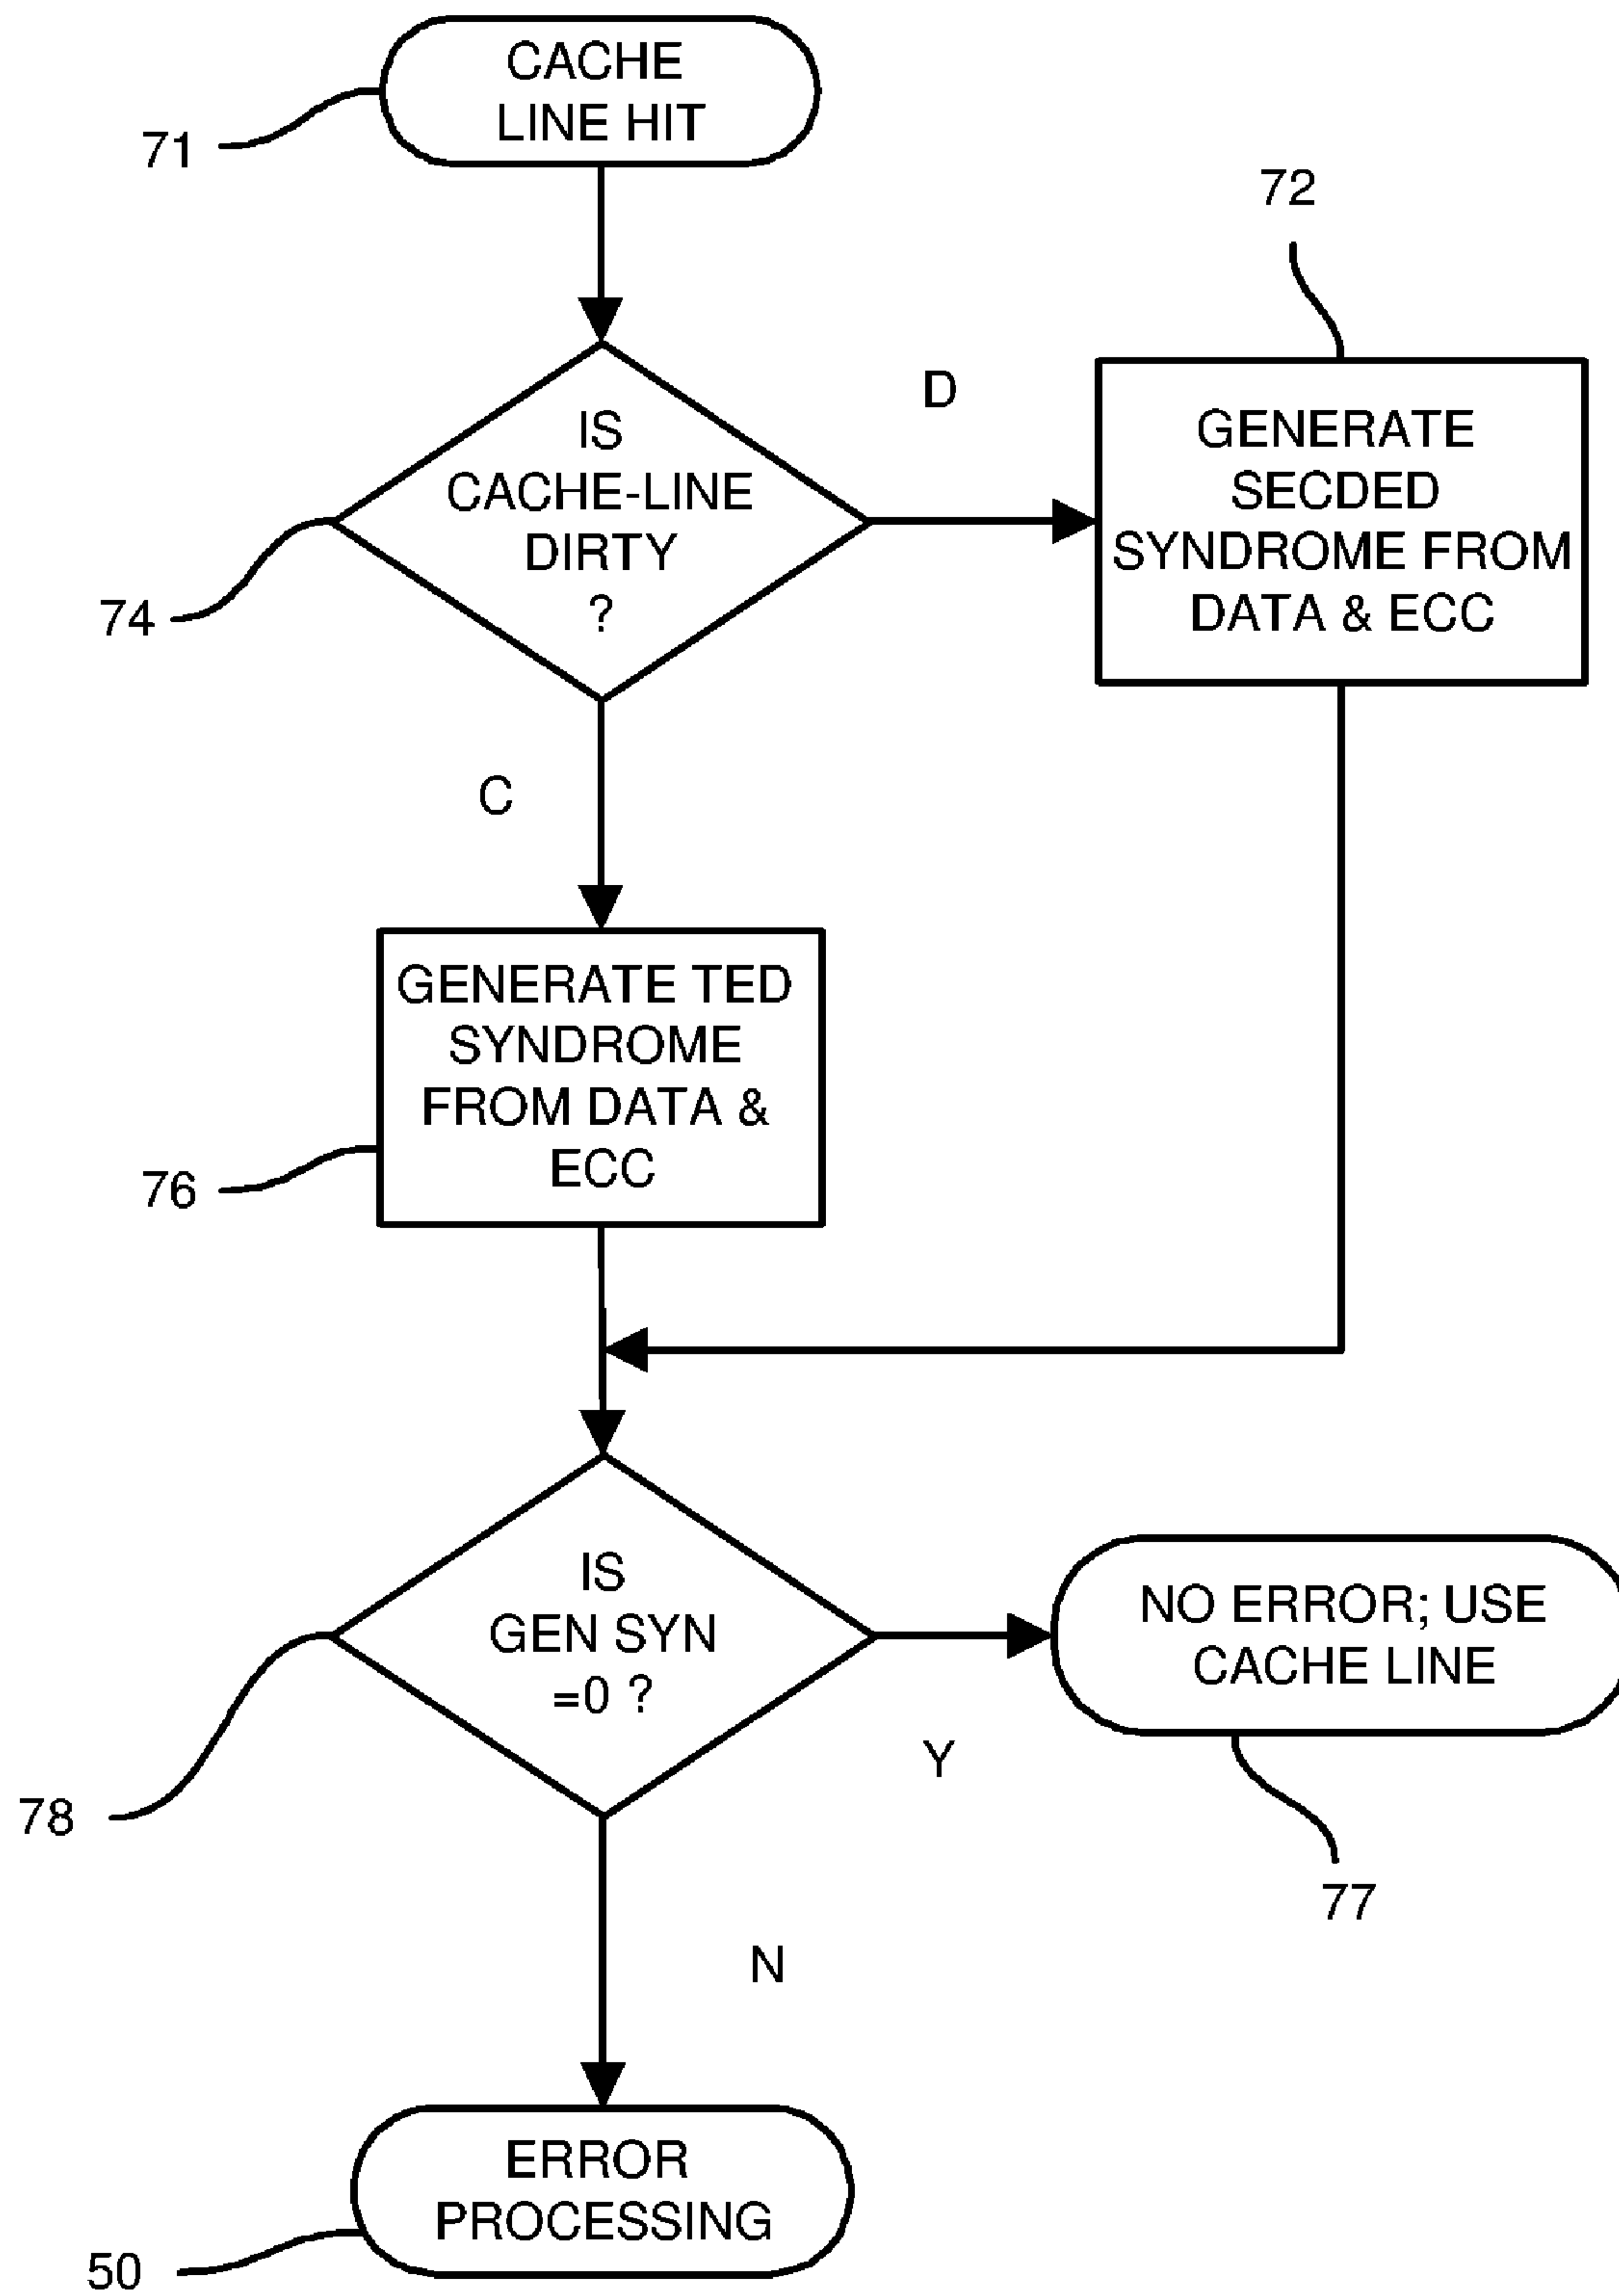 CACHE
LINE HIT
71
72
IS
CACHE-LINE
DIRTY
?
74
D
GENERATE
SECDED
SYNDROME FROM
DATA & ECC
C
GENERATE TED
SYNDROME
FROM DATA &
ECC
76
IS
GEN SYN
=0 ?
78
NO ERROR; USE
CACHE LINE
Y
77
N
ERROR
PROCESSING
50